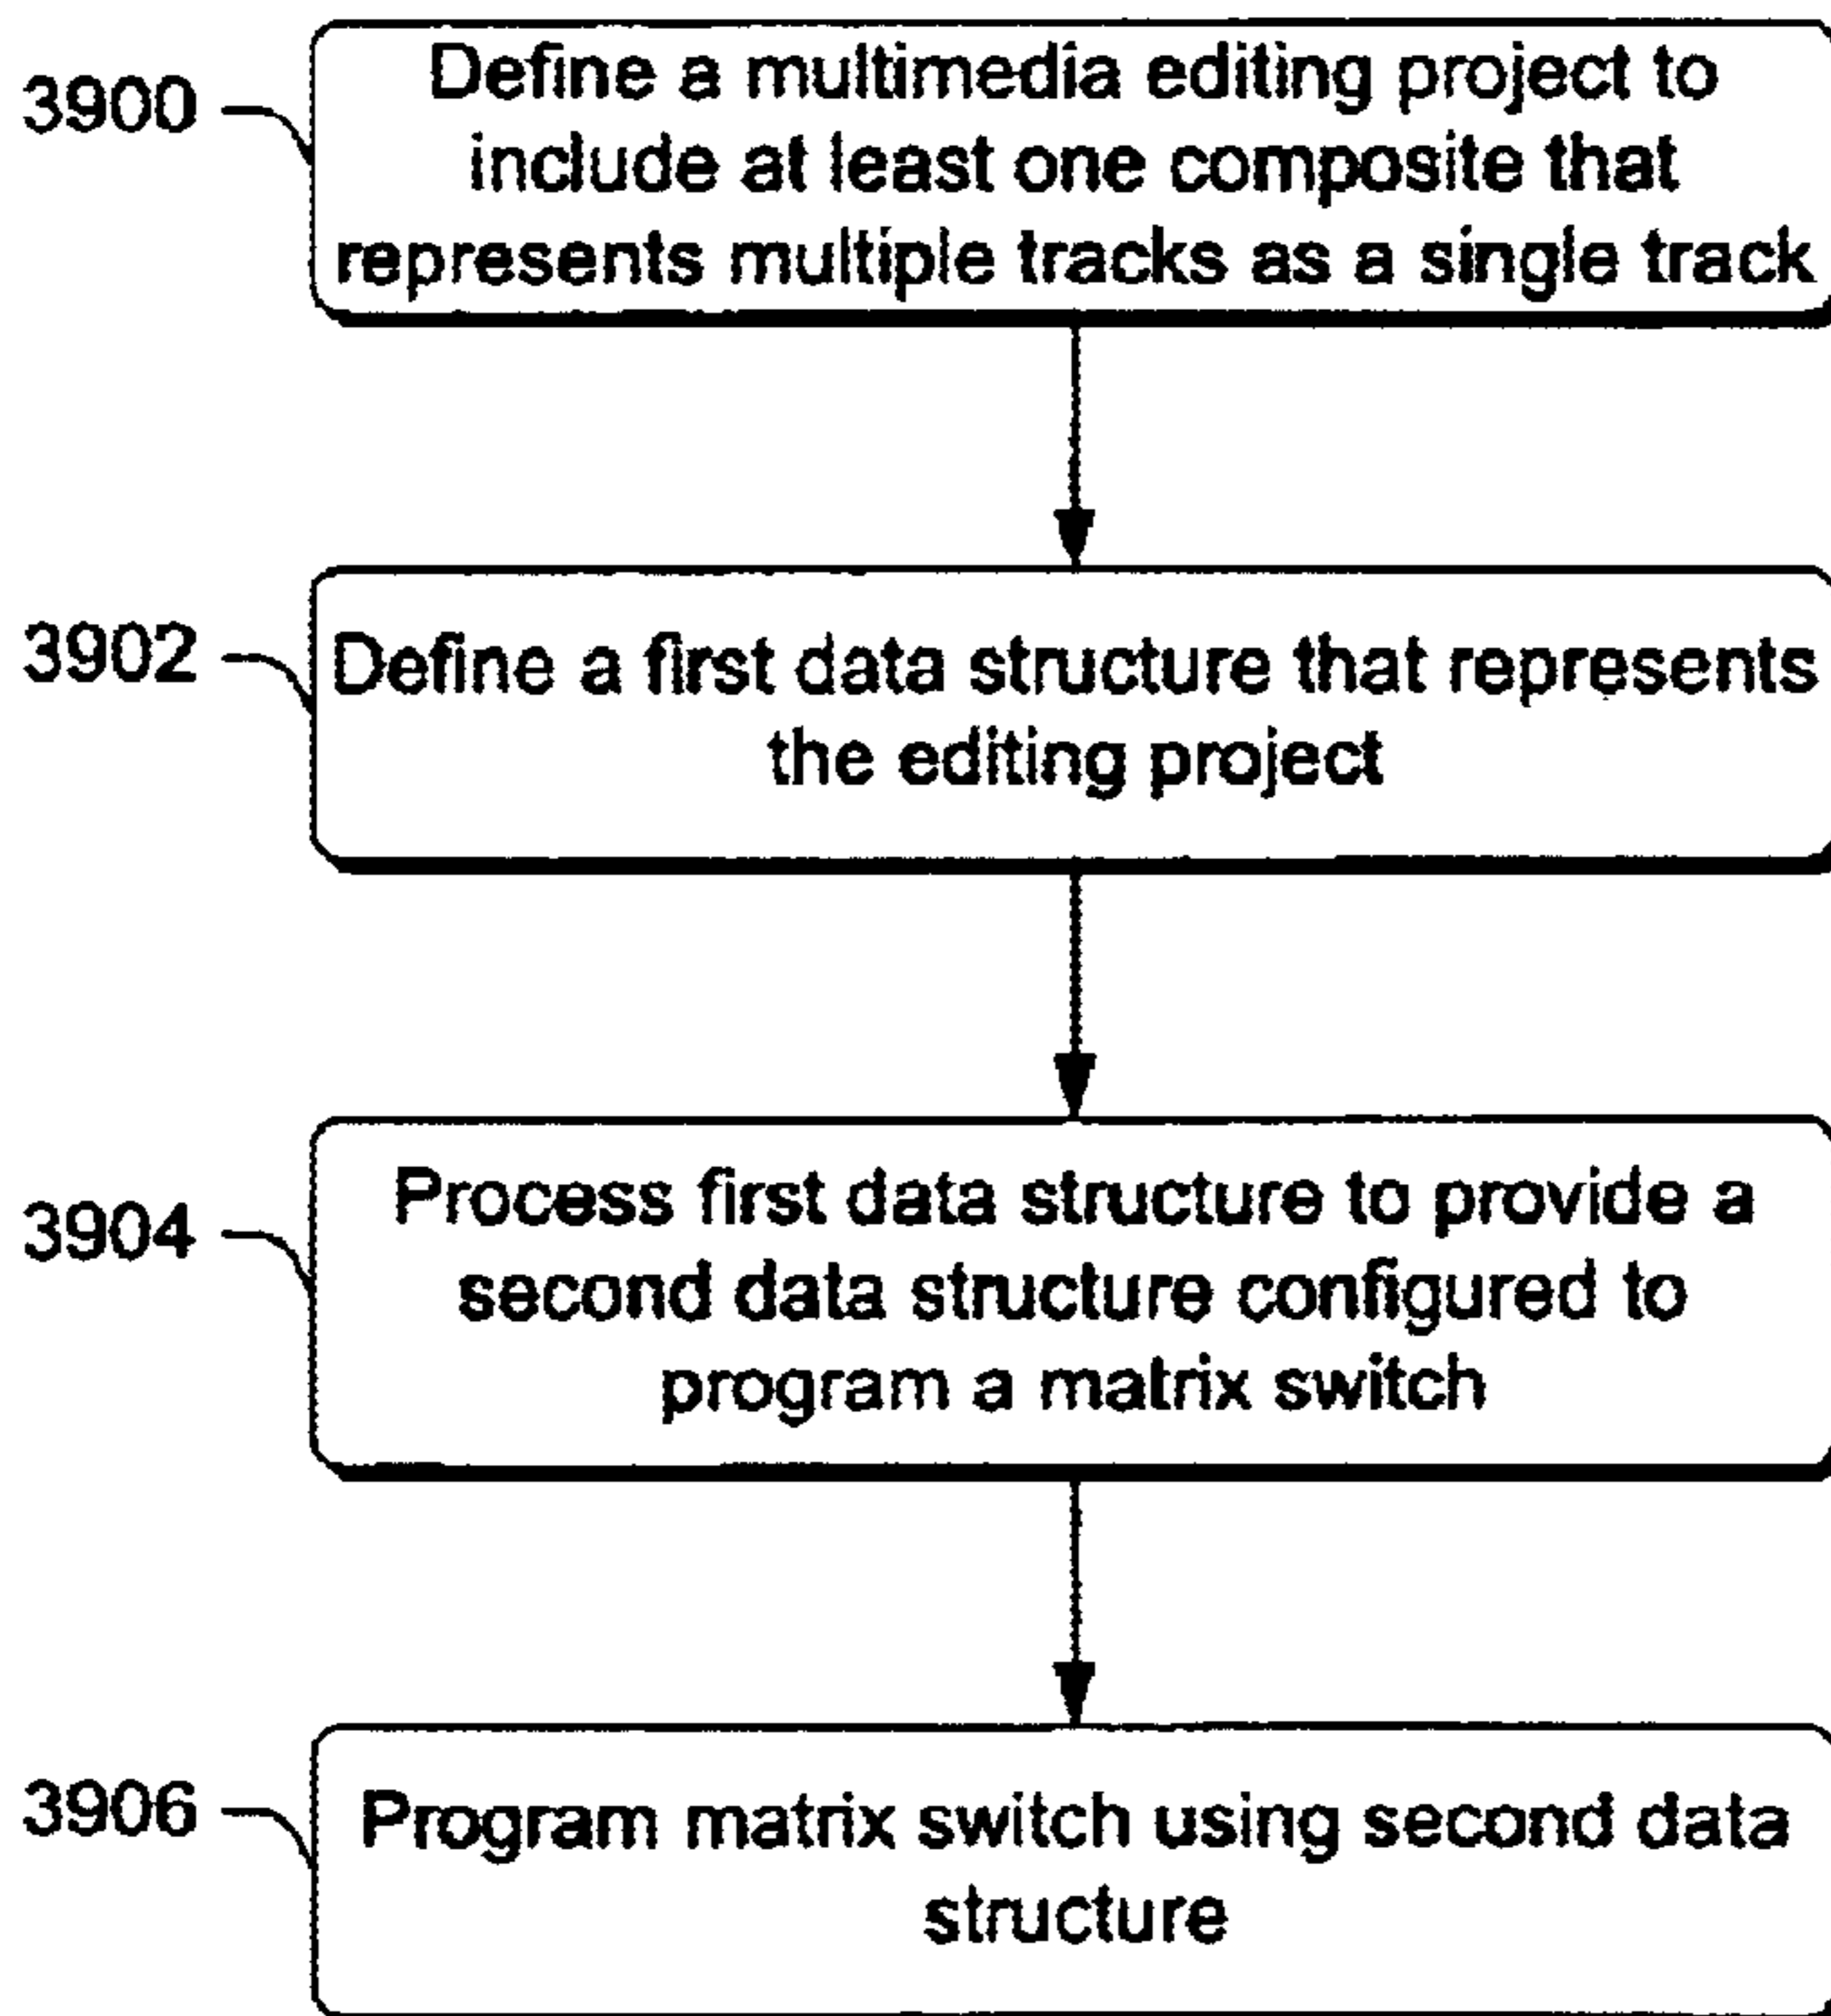 3900
Define a multimedia editing project to
include at least one composite that
represents multiple tracks as a single track
3902
Define a first data structure that represents
the editing project
3904
Process first data structure to provide a
second data structure configured to
program a matrix switch
3906
Program matrix switch using second data
structure